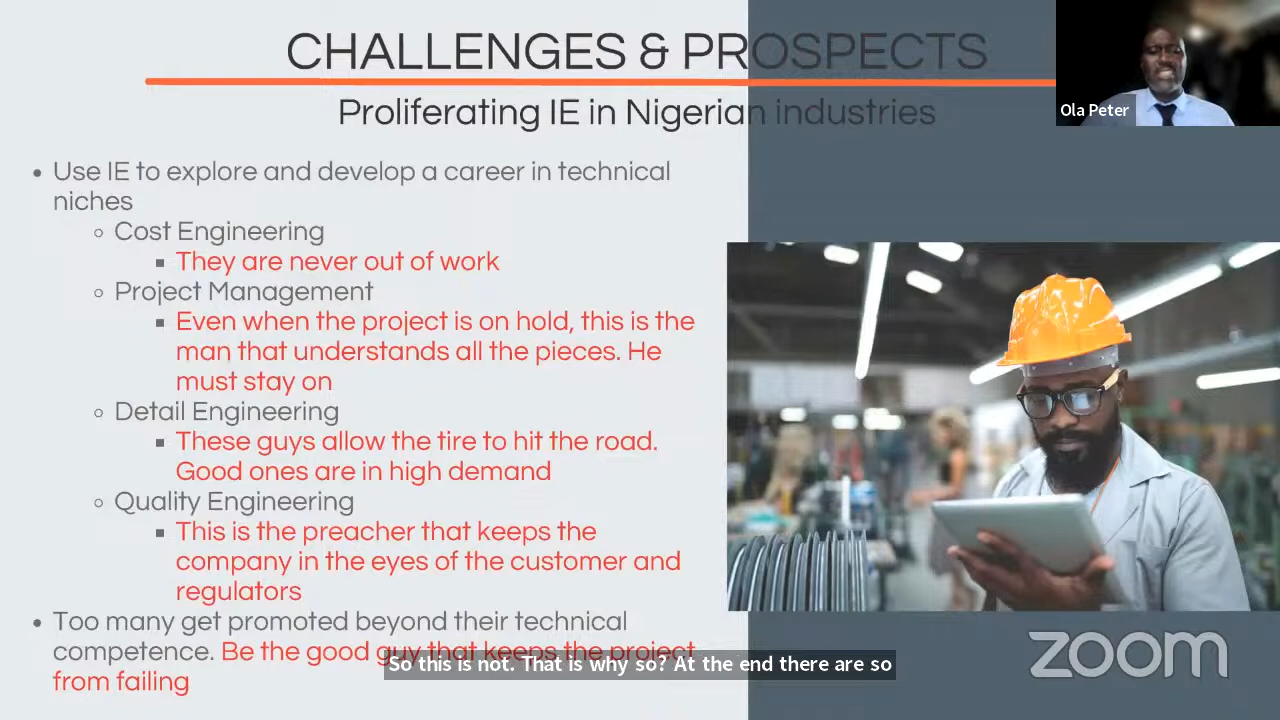 CHALLENGES & PROSPECTS
Proliferating IE in Nigerian industries
Ola Peter
• Use IE to explore and develop a career in technical
niches
○ Cost Engineering
▪ They are never out of work
○ Project Management
▪ Even when the project is on hold, this is the
man that understands all the pieces. He
must stay on
○ Detail Engineering
▪ These guys allow the tire to hit the road.
Good ones are in high demand
○ Quality Engineering
▪ This is the preacher that keeps the
company in the eyes of the customer and
regulators
• Too many get promoted beyond their technical
competence. Be the good guy that keeps the project
from failing
So this is not. That is why so? At the end there are so
zoom